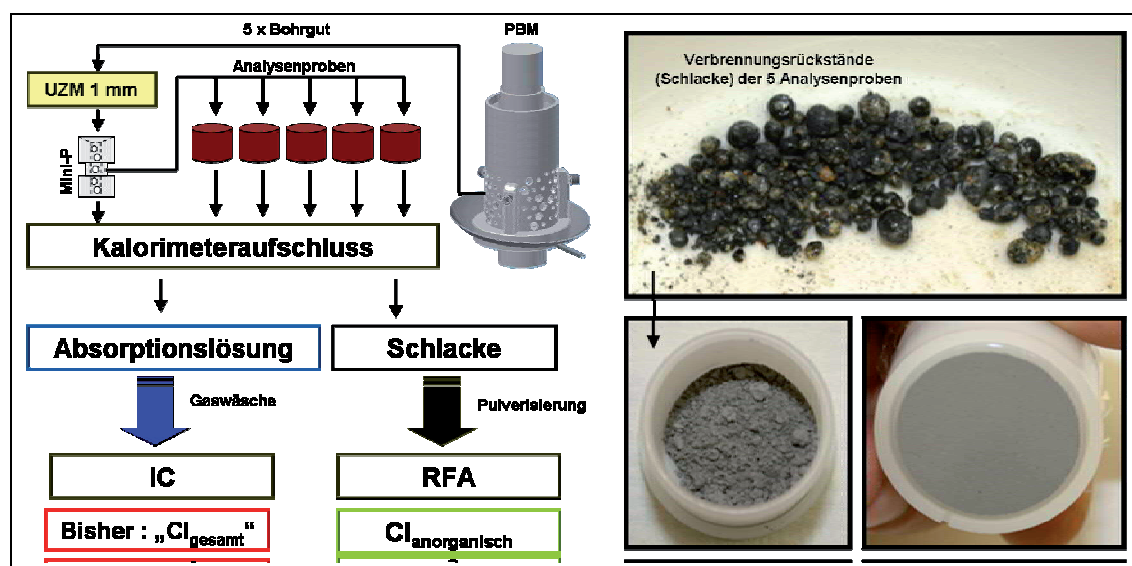 5 x Bohrgut
PBM
UZM 1 mm
Analysenproben
Mini-P
Kalorimeteraufschluss
Absorptionslösung
Schlacke
Gaswäsche
Pulverisierung
IC
RFA
Bisher : „Clgesamt“
Clanorganisch
Verbrennungsrückstände
(Schlacke) der 5 Analysenproben